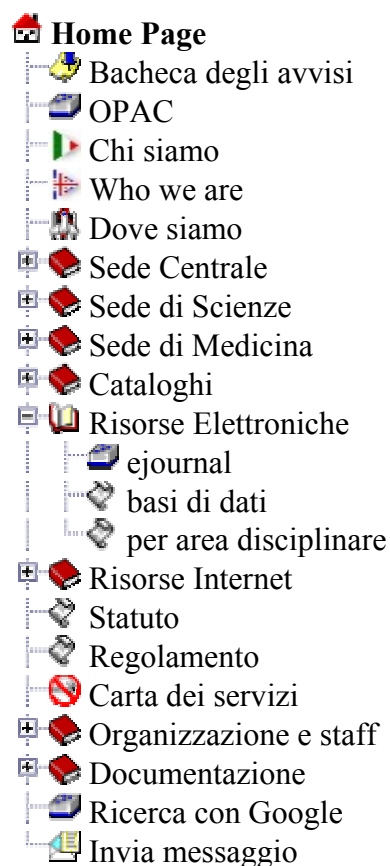 Home Page
Bacheca degli avvisi
OPAC
Chi siamo
Who we are
Dove siamo
Sede Centrale
Sede di Scienze
Sede di Medicina
Cataloghi
Risorse Elettroniche
ejournal
basi di dati
per area disciplinare
Risorse Internet
Statuto
Regolamento
Carta dei servizi
Organizzazione e staff
Documentazione
Ricerca con Google
Invia messaggio